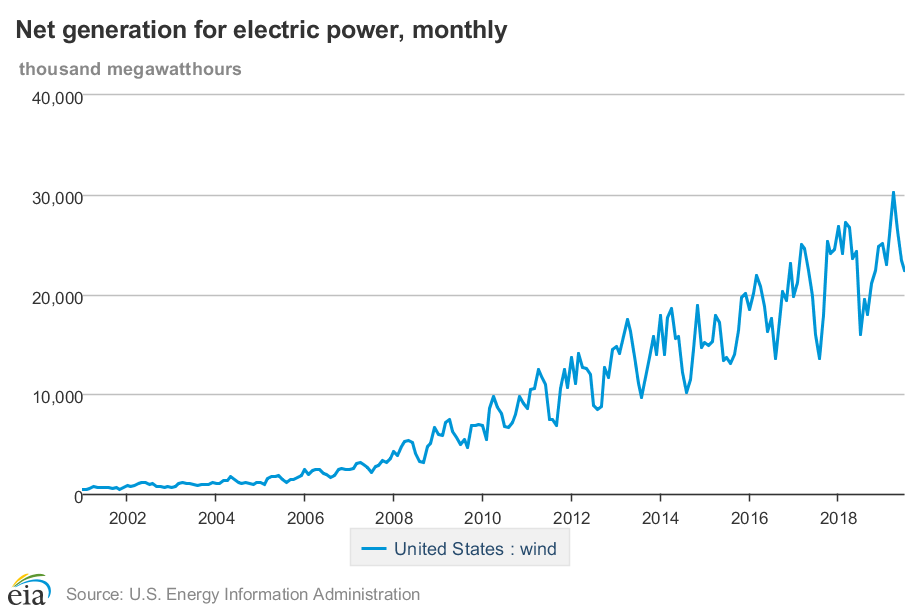 Net generation for electric power, monthly
thousand megawatthours
40,000
30,000
20,000
10,000
0
2002 2004 2006 2008 2010 2012 2014 2016 2018
United States : wind
eia Source: U.S. Energy Information Administration